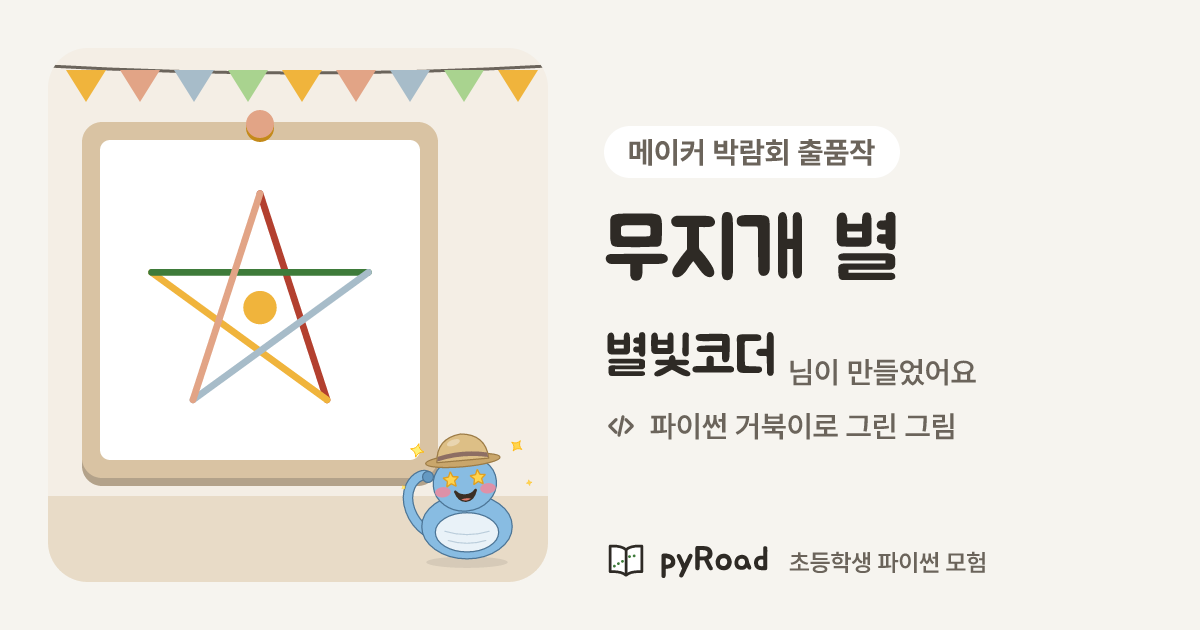 메이커 박람회 출품작
무지개 별
별빛코더 님이 만들었어요
</> 파이썬 거북이로 그린 그림
pyRoad 초등학생 파이썬 모험